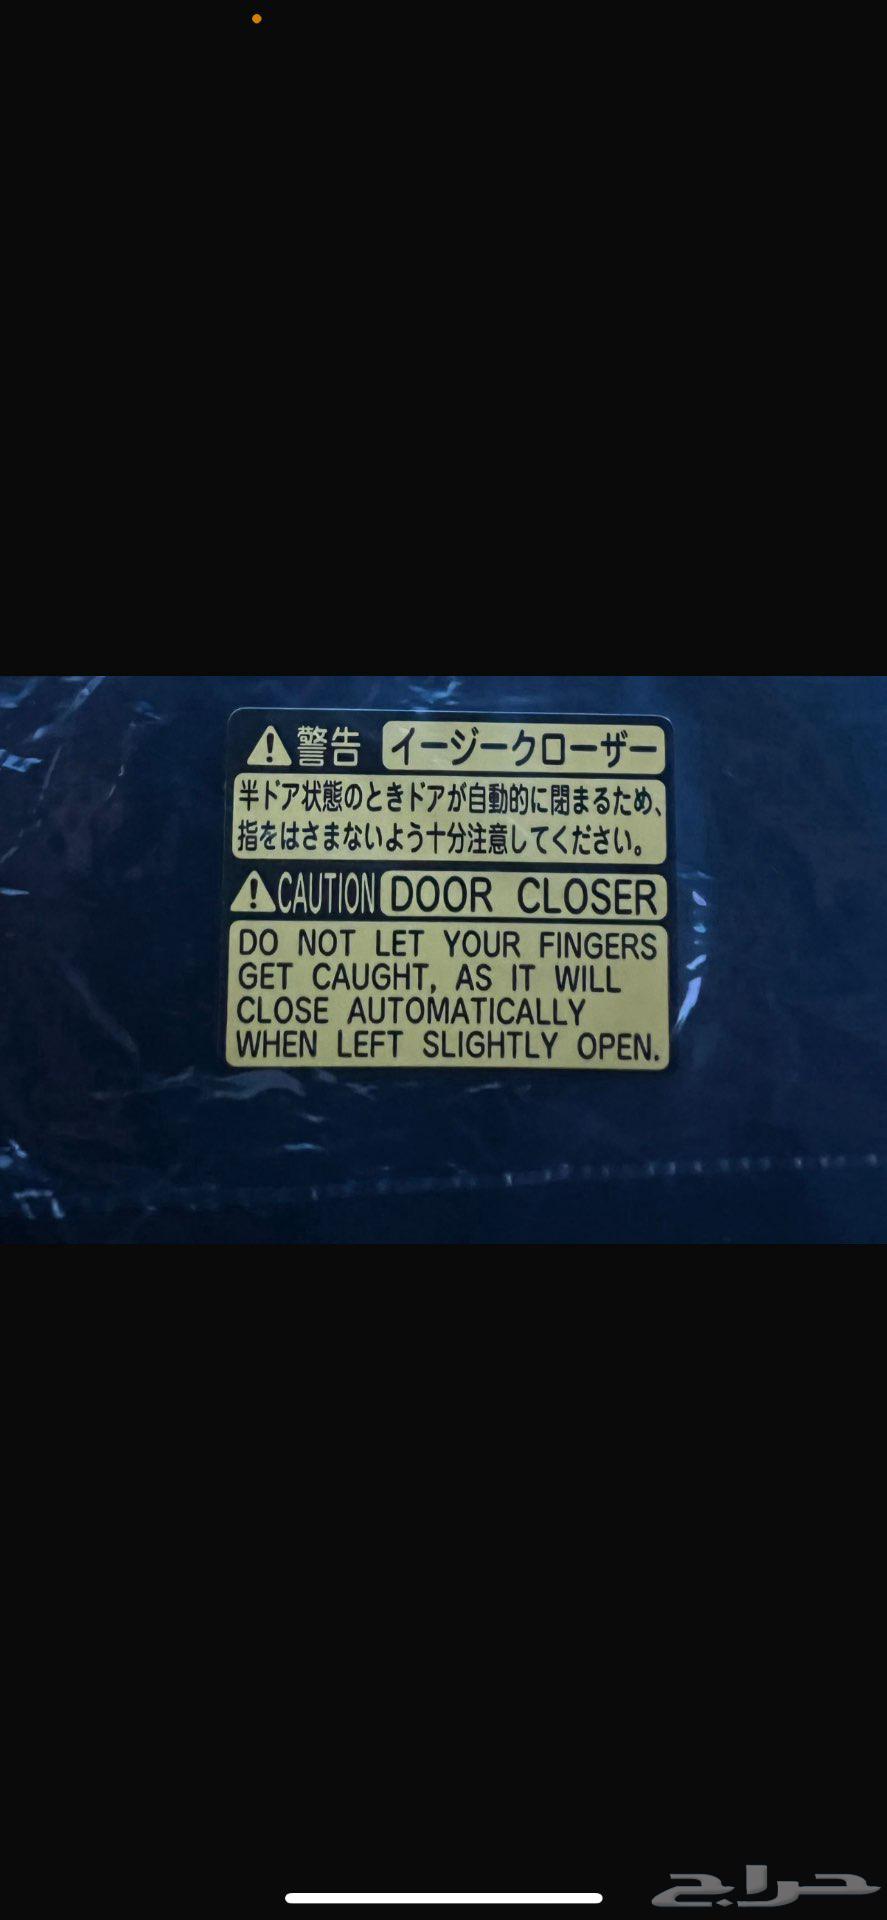 ⚠警告 イージークローザー
半ドア状態のときドアが自動的に閉まるため、
指をはさまないよう十分注意してください。
⚠CAUTION DOOR CLOSER
DO NOT LET YOUR FINGERS
GET CAUGHT, AS IT WILL
CLOSE AUTOMATICALLY
WHEN LEFT SLIGHTLY OPEN.
حراج